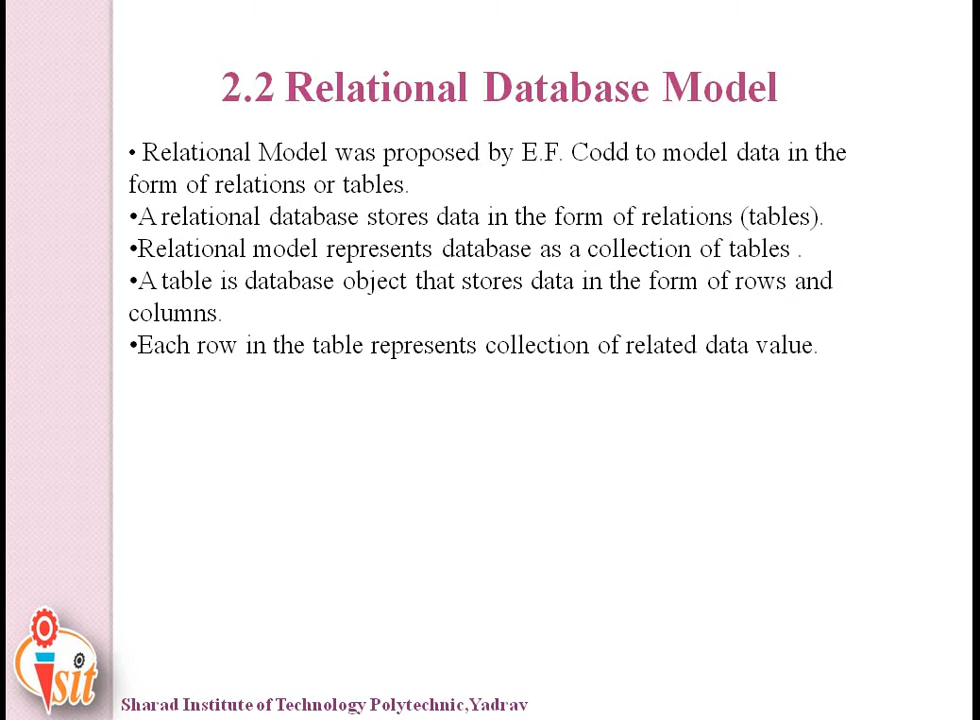 2.2 Relational Database Model
• Relational Model was proposed by E.F. Codd to model data in the
form of relations or tables.
•A relational database stores data in the form of relations (tables).
•Relational model represents database as a collection of tables .
•A table is database object that stores data in the form of rows and
columns.
•Each row in the table represents collection of related data value.
sit
Sharad Institute of Technology Polytechnic,Yadrav